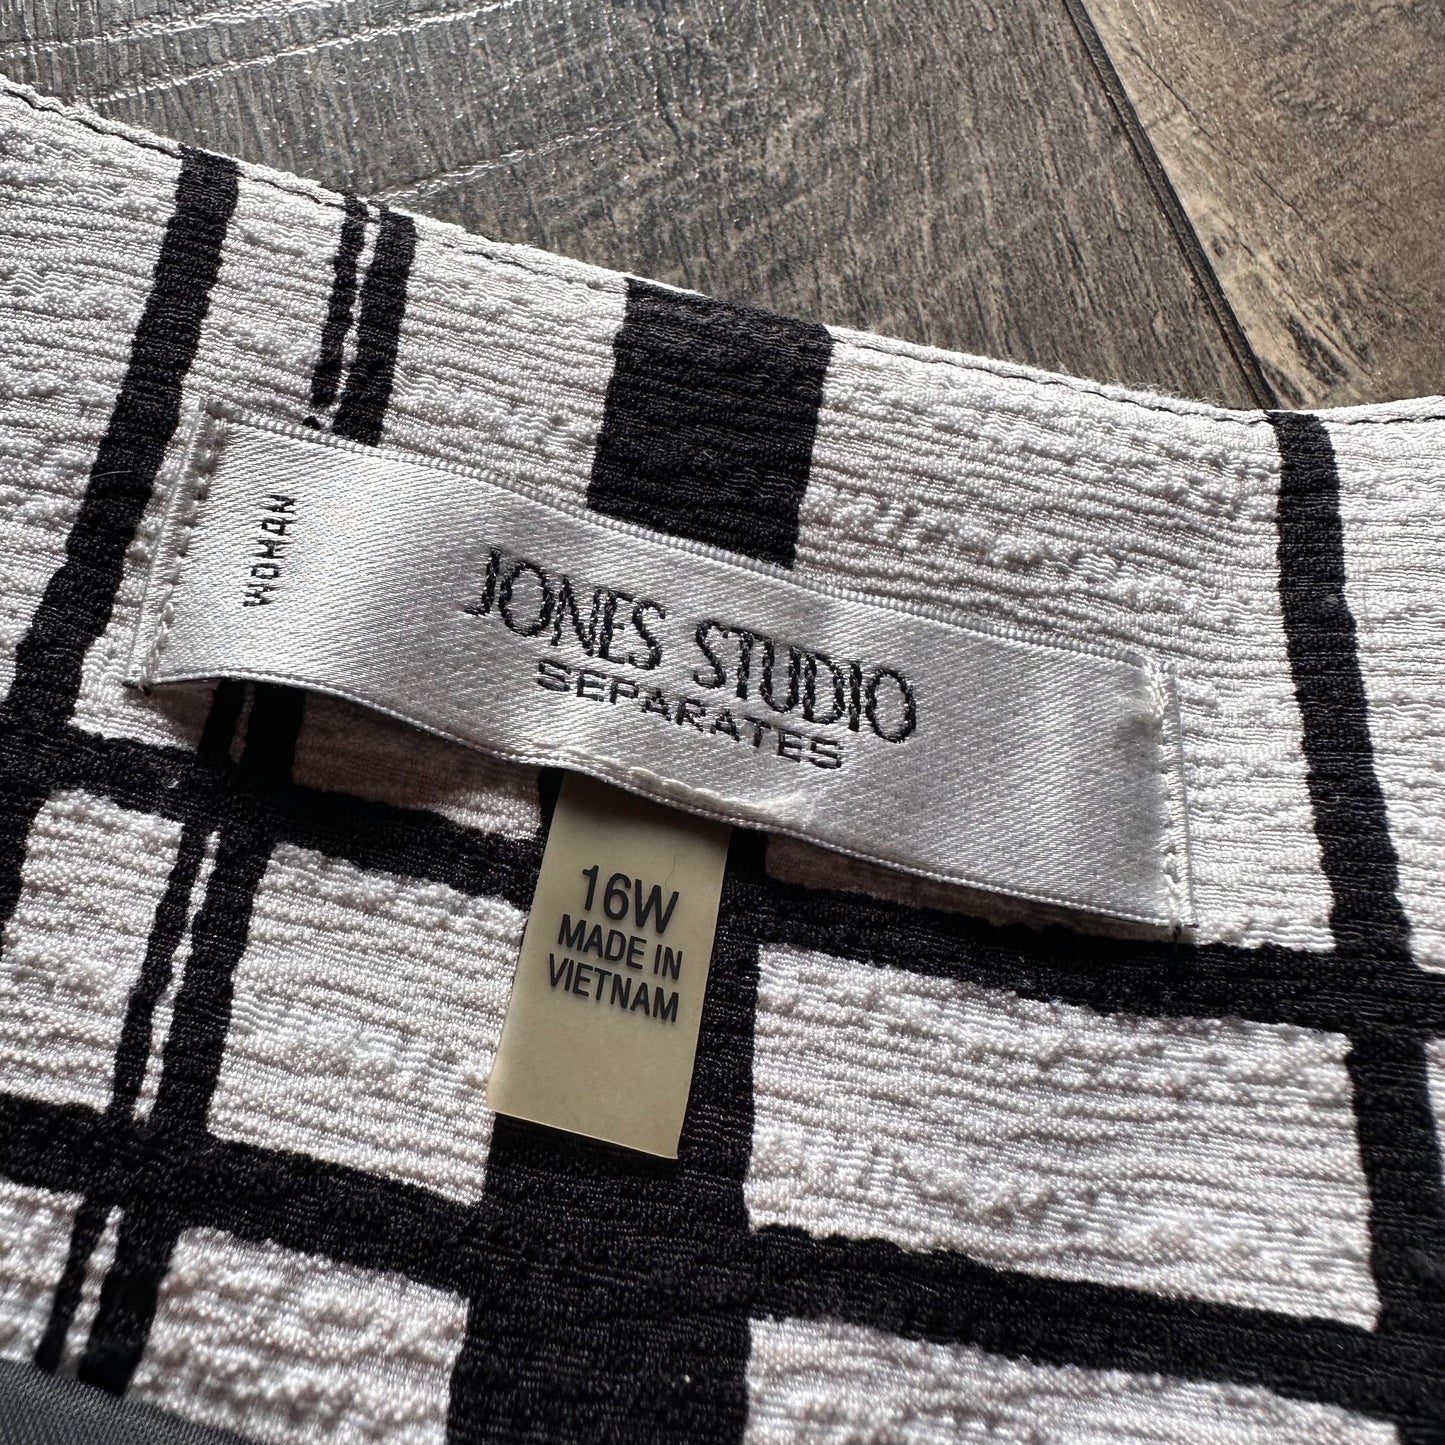 WOMAN
JONES STUDIO
SEPARATES
16W
MADE IN
VIETNAM